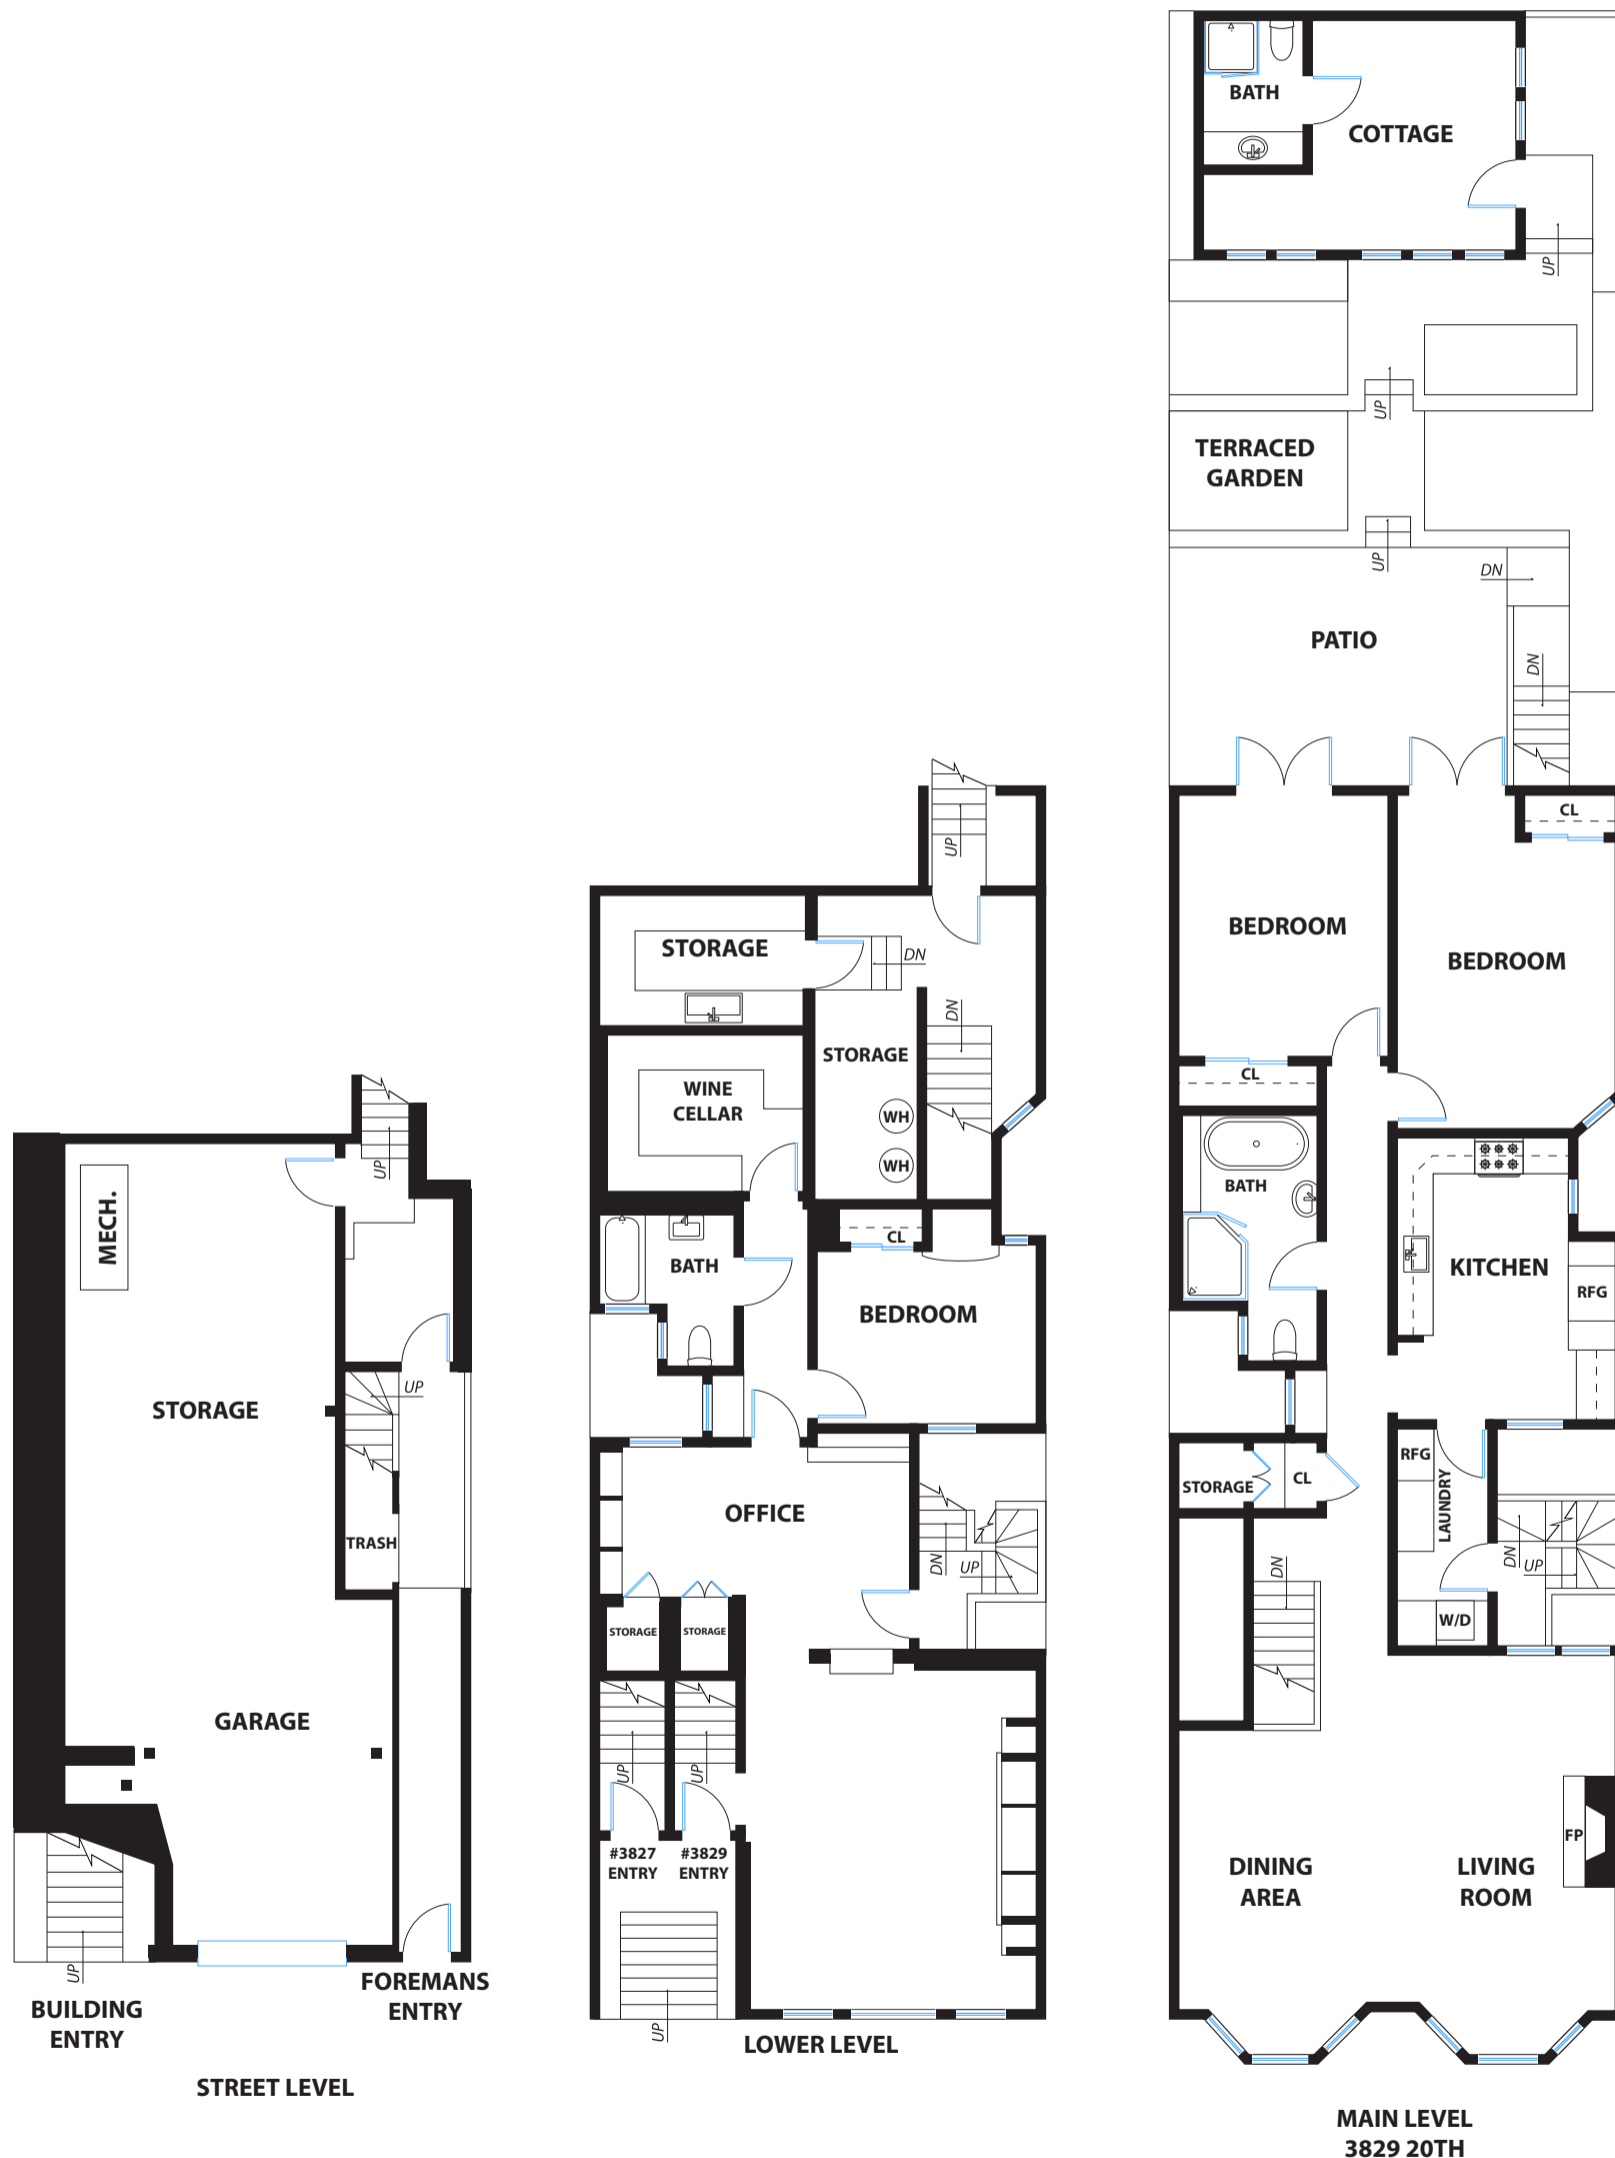 MECH.
UP
STORAGE
UP
TRASH
GARAGE
UP
BUILDING
ENTRY
FOREMANS
ENTRY
STREET LEVEL
UP
STORAGE
DN
DN
STORAGE
WINE
CELLAR
WH
WH
CL
BATH
BEDROOM
OFFICE
DN
UP
STORAGE
STORAGE
UP
UP
#3827
ENTRY
#3829
ENTRY
UP
LOWER LEVEL
BATH
COTTAGE
UP
UP
TERRACED
GARDEN
UP
DN
PATIO
DN
CL
BEDROOM
BEDROOM
CL
BATH
KITCHEN
RFG
RFG
LAUNDRY
STORAGE
CL
DN
DN
UP
W/D
FP
DINING
AREA
LIVING
ROOM
MAIN LEVEL
3829 20TH